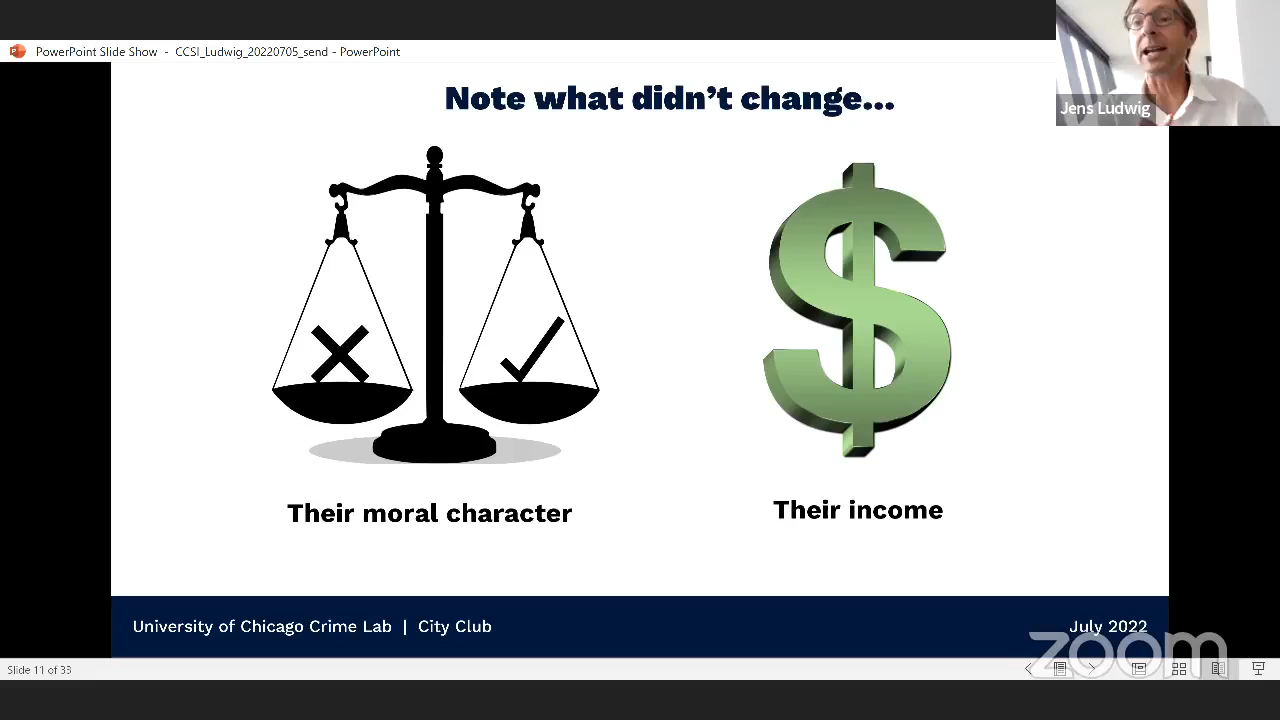 PowerPoint Slide Show - CCSI_Ludwig_20220705_send - PowerPoint
Jens Ludwig
Note what didn't change...
Their moral character
Their income
University of Chicago Crime Lab | City Club
July 2022
zoom
Slide 11 of 33